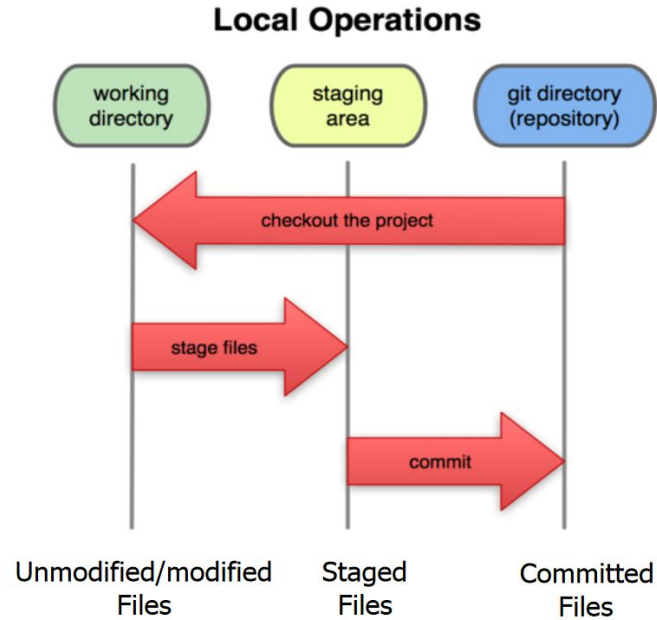 Local Operations
working
directory
staging
area
git directory
(repository)
checkout the project
stage files
commit
Unmodified/modified
Files
Staged
Files
Committed
Files